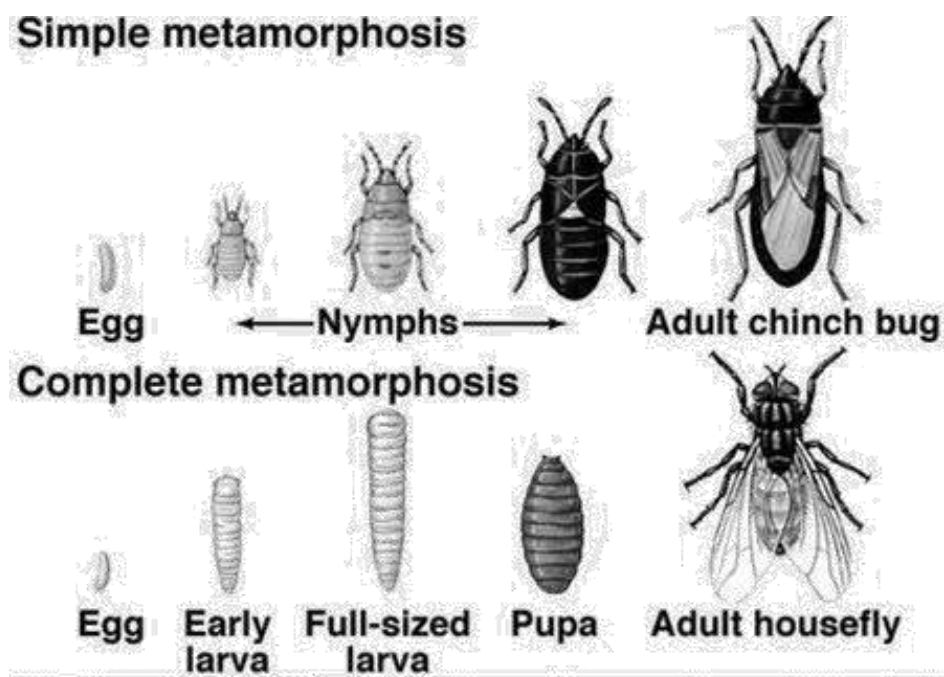 Simple metamorphosis
Egg
Nymphs
Adult chinch bug
Complete metamorphosis
Egg
Early
larva
Full-sized
larva
Pupa
Adult housefly